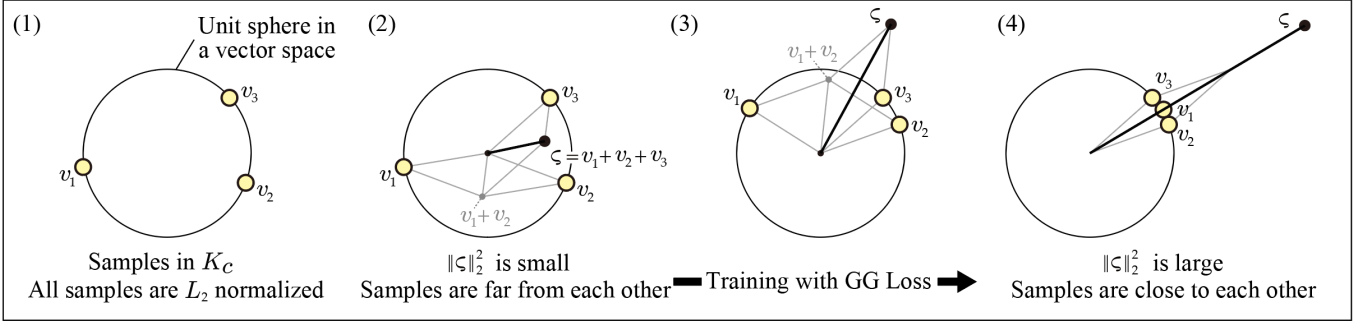 (1)
Unit sphere in
a vector space
v₃
v₁
v₂
Samples in K_c
All samples are L₂ normalized
(2)
v₃
ς=v₁+v₂+v₃
v₁
v₂
v₁+v₂
‖ς‖₂² is small
Samples are far from each other
(3)
ς
v₁+v₂
v₁
v₃
v₂
Training with GG Loss
(4)
ς
v₃
v₁
v₂
‖ς‖₂² is large
Samples are close to each other